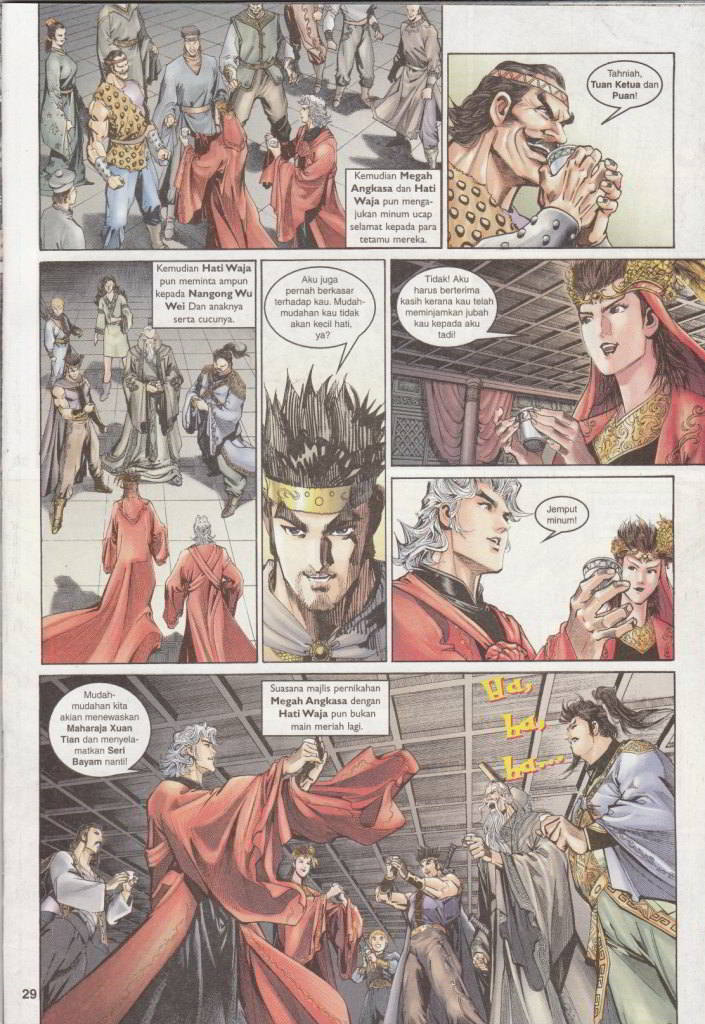 Kemudian Megah
Angkasa dan Hati
Waja pun menga-
jukan minum ucap
selamat kepada para
tetamu mereka.
Tahniah,
Tuan Ketua dan
Puan!
Kemudian Hati Waja
pun meminta ampun
kepada Nangong Wu
Wei Dan anaknya
serta cucunya.
Aku juga
pernah berkasar
terhadap kau. Mudah-
mudahan kau tidak
akan kecil hati,
ya?
Tidak! Aku
harus berterima
kasih kerana kau telah
meminjamkan jubah
kau kepada aku
tadi!
Jemput
minum!
Mudah-
mudahan kita
akian menewaskan
Maharaja Xuan
Tian dan menyela-
matkan Seri
Bayam nanti!
Suasana majlis pernikahan
Megah Angkasa dengan
Hati Waja pun bukan
main meriah lagi.
Ha,
ha,
ha...
29